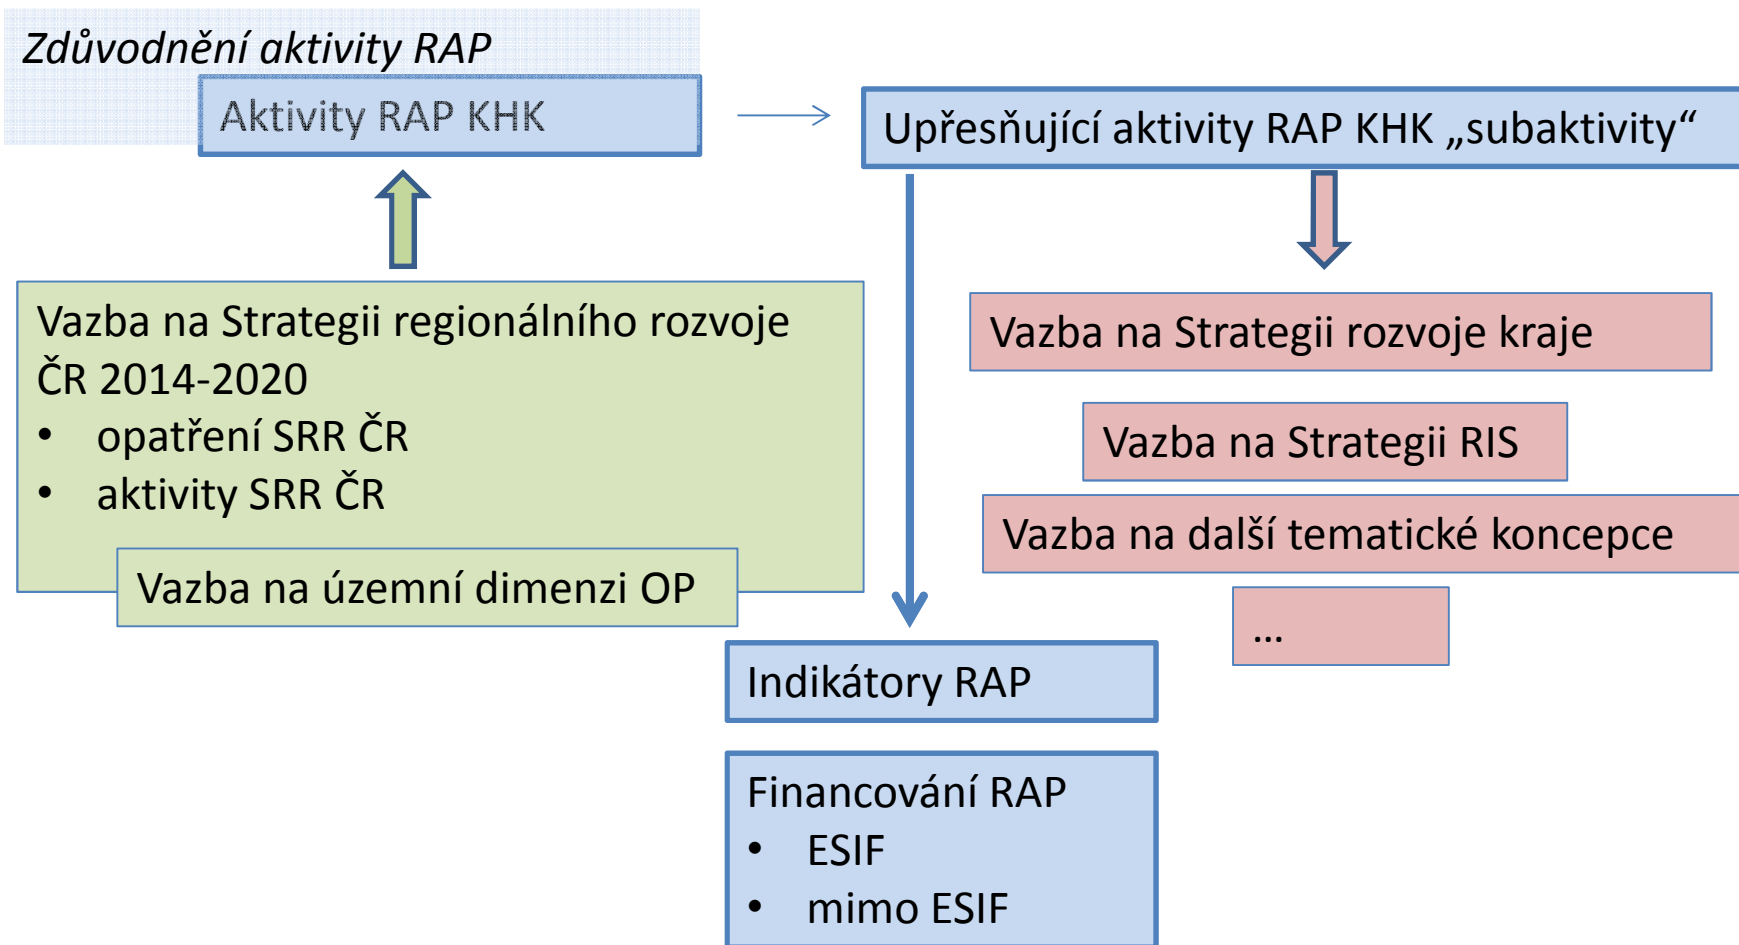 Zdůvodnění aktivity RAP
Aktivity RAP KHK
Upřesňující aktivity RAP KHK „subaktivity“
Vazba na Strategii regionálního rozvoje
ČR 2014-2020
• opatření SRR ČR
• aktivity SRR ČR
Vazba na územní dimenzi OP
Vazba na Strategii rozvoje kraje
Vazba na Strategii RIS
Vazba na další tematické koncepce
...
Indikátory RAP
Financování RAP
• ESIF
• mimo ESIF